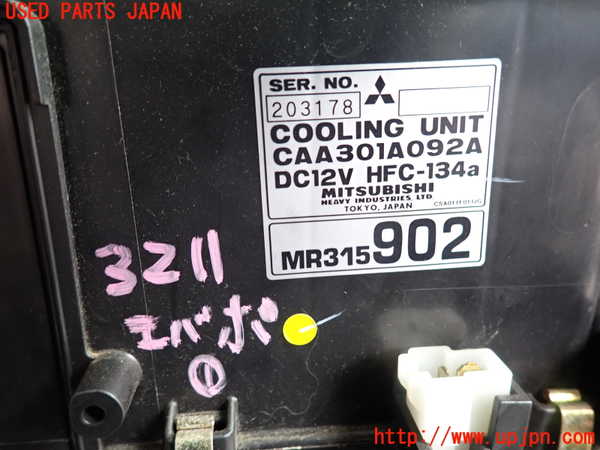 USED PARTS JAPAN
SER. NO.
203178
COOLING UNIT
CAA301A092A
DC12V HFC-134a
MITSUBISHI
HEAVY INDUSTRIES, LTD
TOKYO, JAPAN
MR315902
3211
エバポ
①
http://www.upjpn.com/